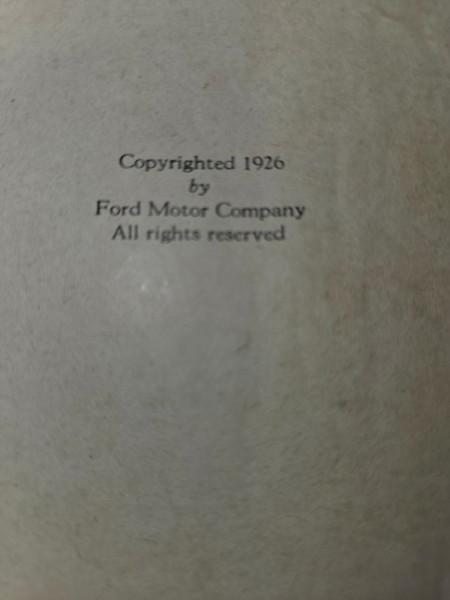 Copyrighted 1926
by
Ford Motor Company
All rights reserved